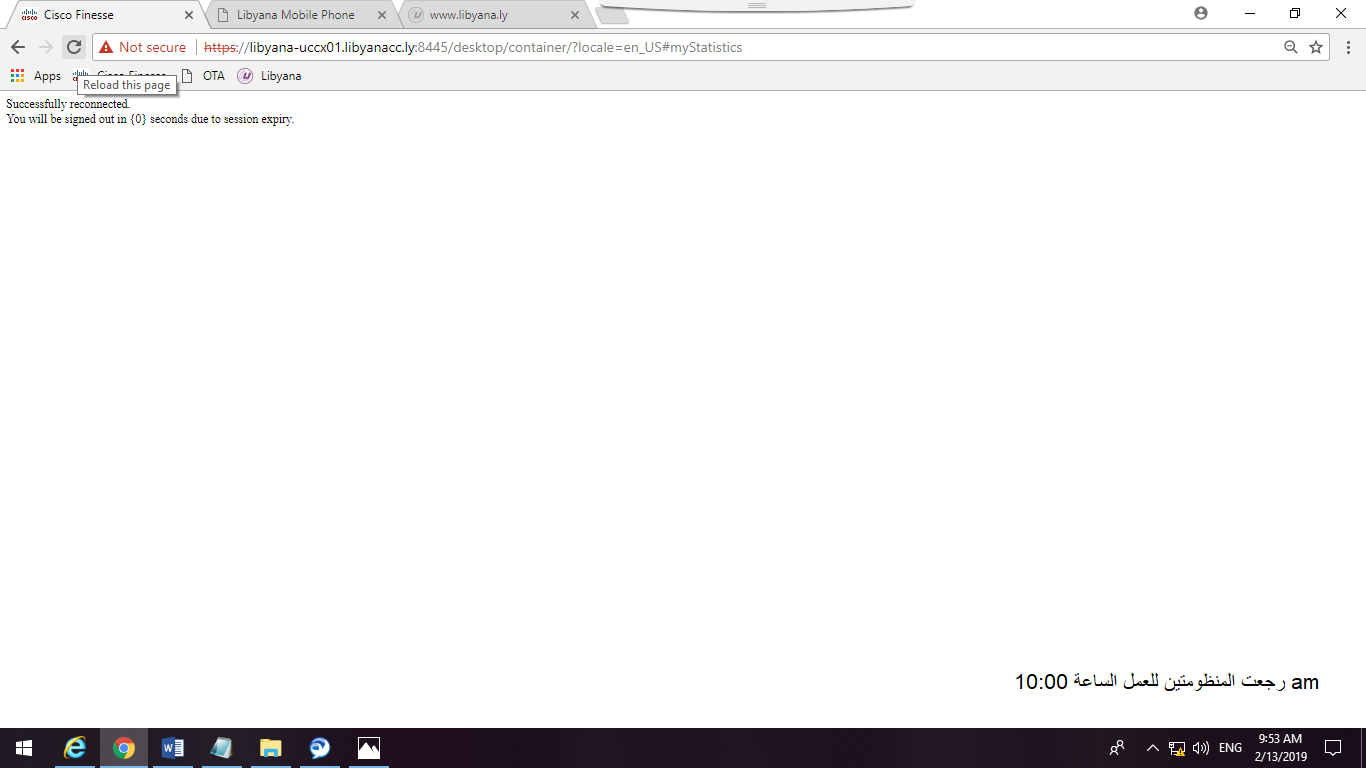 Cisco Finesse
Libyana Mobile Phone
www.libyana.ly
Not secure
https://libyana-uccx01.libyanacc.ly:8445/desktop/container/?locale=en_US#myStatistics
Apps
OTA
Libyana
Reload this page
Successfully reconnected.
You will be signed out in {0} seconds due to session expiry.
رجعت المنظومتين للعمل الساعة 10:00 am
ENG
9:53 AM
2/13/2019